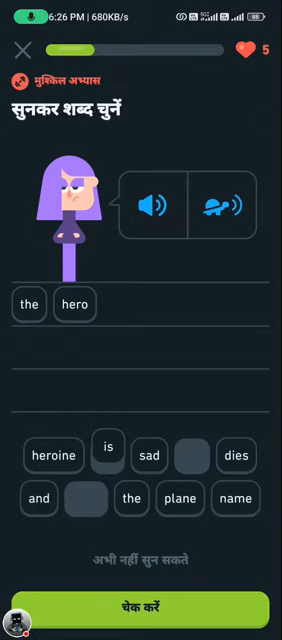 6:26 PM | 680KB/s
5
मुश्किल अभ्यास
सुनकर शब्द चुनें
the hero
heroine is sad dies
and the plane name
अभी नहीं सुन सकते
चेक करें